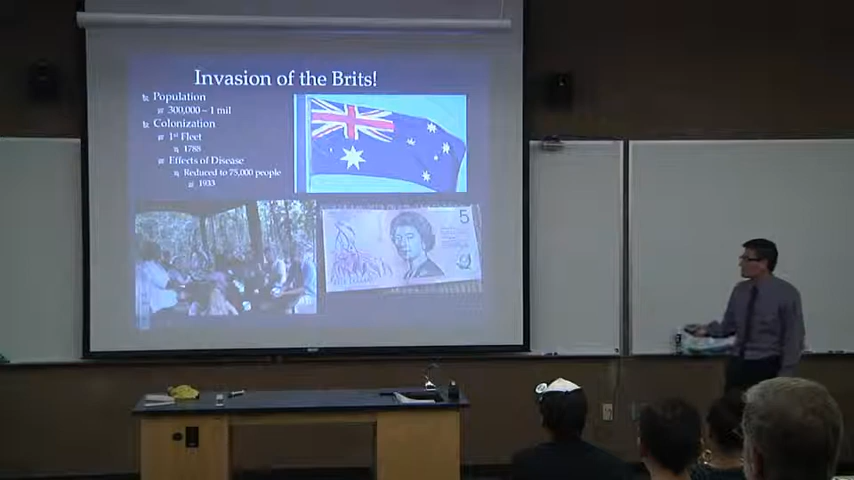 Invasion of the Brits!
Population
300,000 – 1 mil
Colonization
1st Fleet
1788
Effects of Disease
Reduced to 75,000 people
1933
5